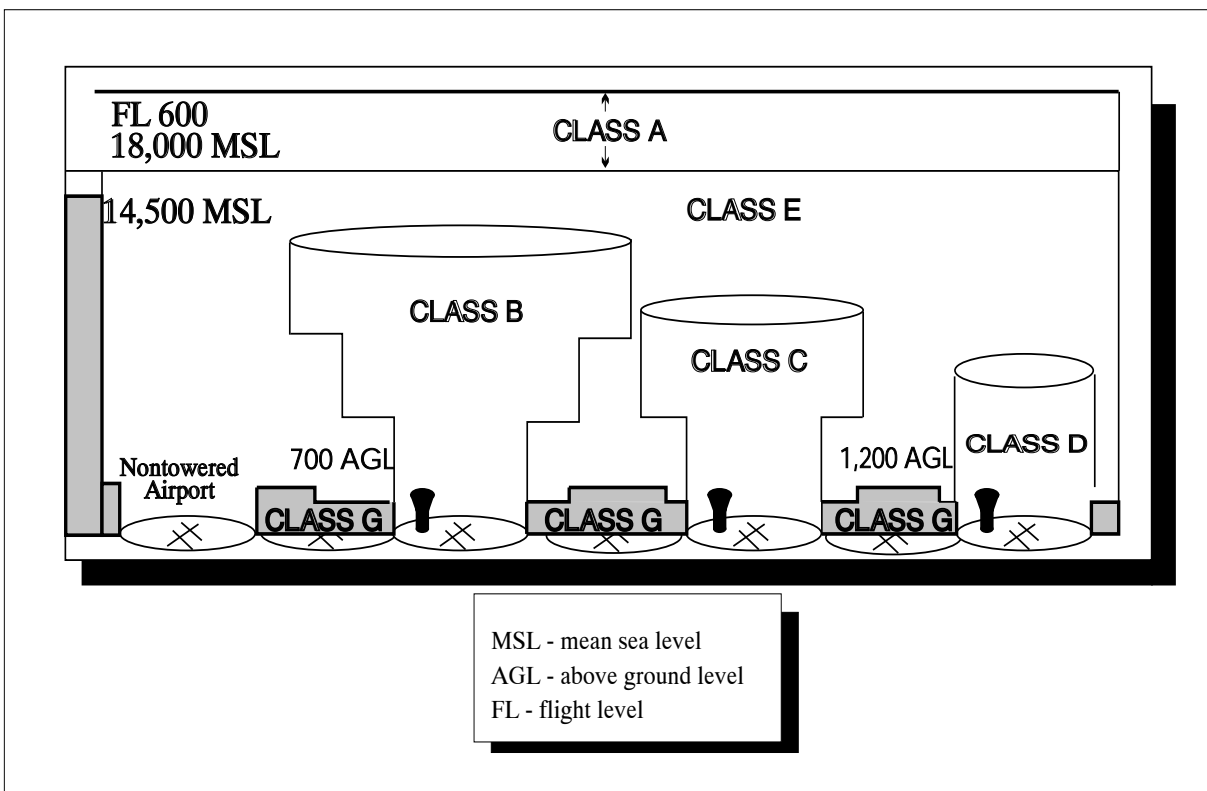 FL 600
18,000 MSL
CLASS A
14,500 MSL
CLASS E
CLASS B
CLASS C
CLASS D
Nontowered
Airport
700 AGL
1,200 AGL
CLASS G
CLASS G
CLASS G
MSL - mean sea level
AGL - above ground level
FL - flight level